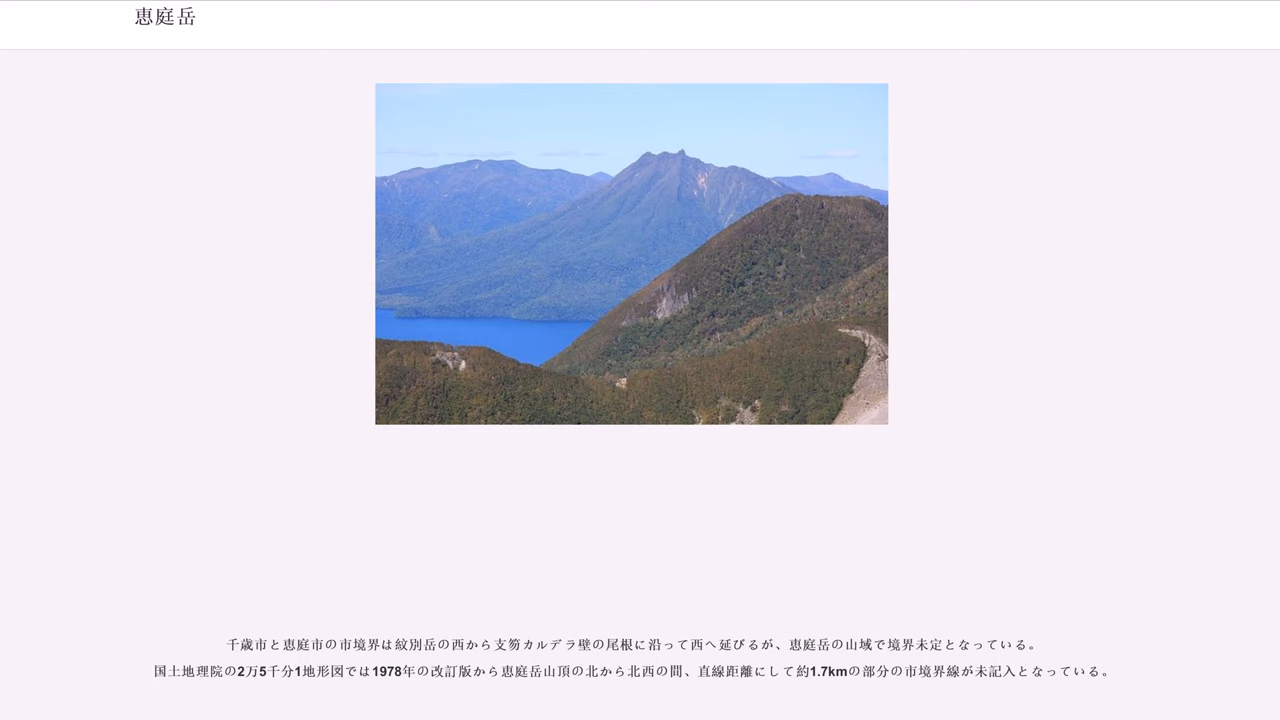 恵庭岳
千歳市と恵庭市の市境界は紋別岳の西から支笏カルデラ壁の尾根に沿って西へ延びるが、恵庭岳の山域で境界未定となっている。
国土地理院の2万5千分1地形図では1978年の改訂版から恵庭岳山頂の北から北西の間、直線距離にして約1.7kmの部分の市境界線が未記入となっている。